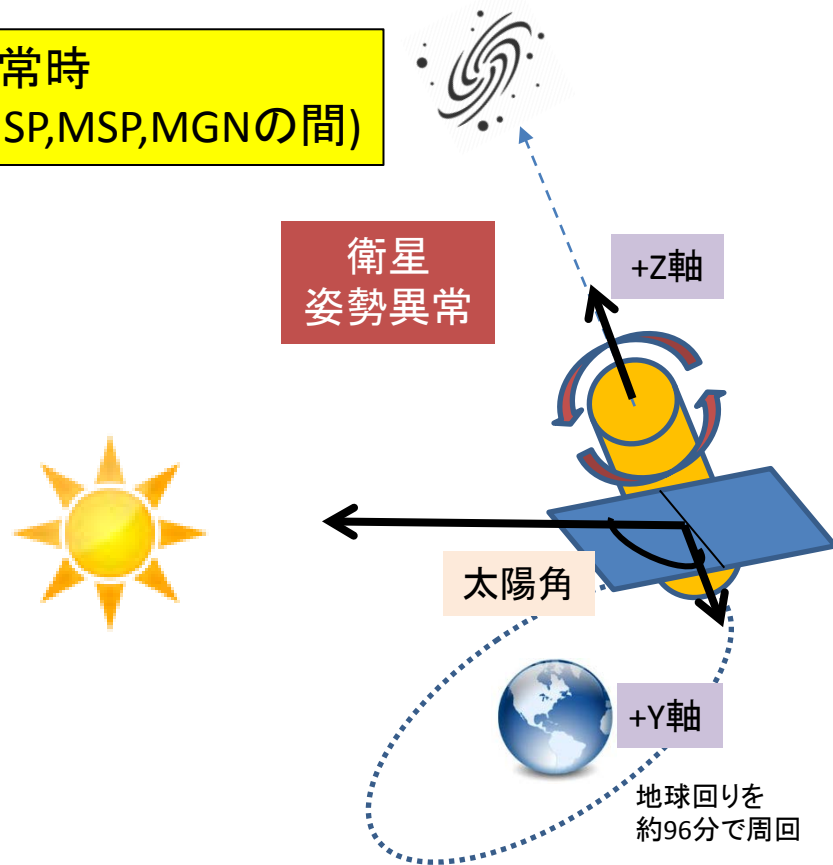 常時
SP,MSP,MGNの間)
衛星
姿勢異常
+Z軸
太陽角
+Y軸
地球回りを
約96分で周回